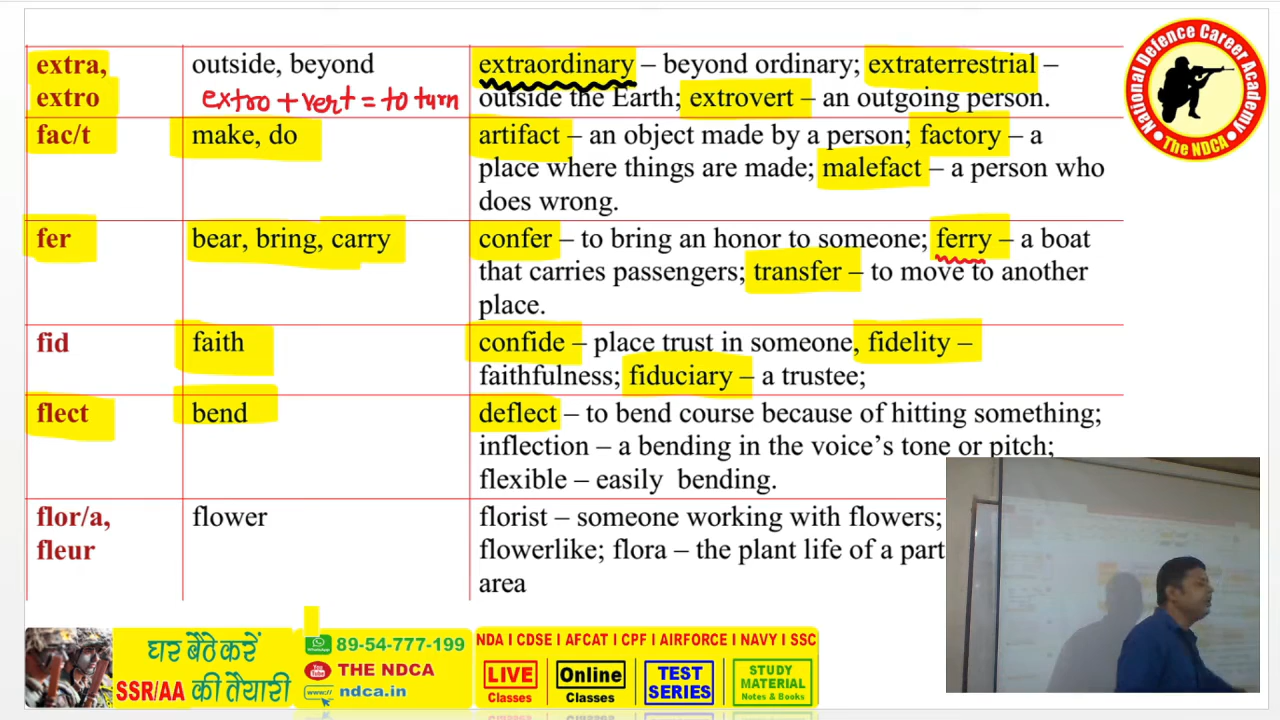 extra, outside, beyond extraordinary – beyond ordinary; extraterrestrial –
extro extro + vert = to turn outside the Earth; extrovert – an outgoing person.
fac/t make, do artifact – an object made by a person; factory – a
place where things are made; malefact – a person who
does wrong.
fer bear, bring, carry confer – to bring an honor to someone; ferry – a boat
that carries passengers; transfer – to move to another
place.
fid faith confide – place trust in someone, fidelity –
faithfulness; fiduciary – a trustee;
flect bend deflect – to bend course because of hitting something;
inflection – a bending in the voice's tone or pitch;
flexible – easily bending.
flor/a, flower florist – someone working with flowers;
fleur flowerlike; flora – the plant life of a part
area
National Defence Career Academy
The NDCA
घर बैठे करें
SSR/AA की तैयारी
WhatsApp 89-54-777-199
You Tube THE NDCA
www:// ndca.in
NDA I CDSE I AFCAT I CPF I AIRFORCE I NAVY I SSC
LIVE Classes
Online Classes
TEST SERIES
STUDY MATERIAL Notes & Books